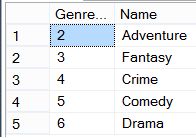 Genre... Name
1 2 Adventure
2 3 Fantasy
3 4 Crime
4 5 Comedy
5 6 Drama